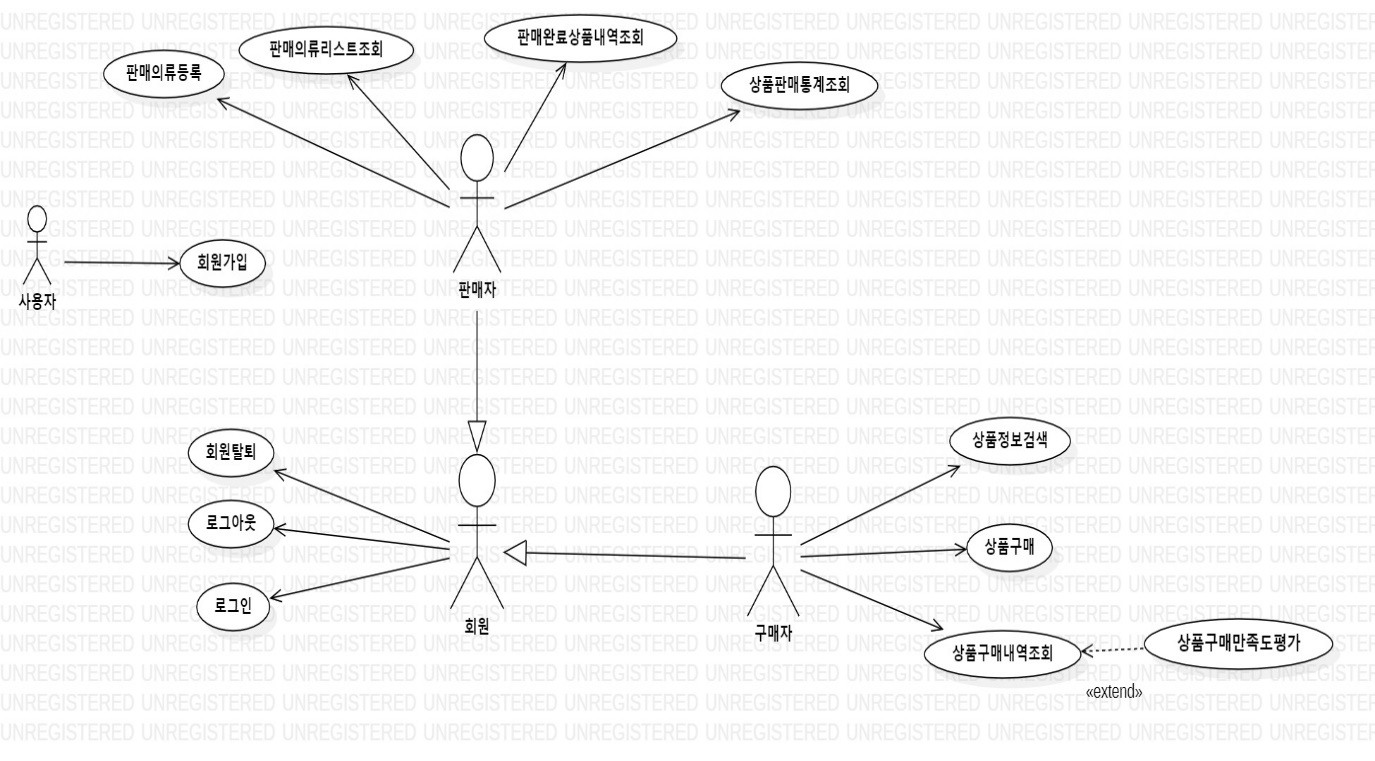 판매완료상품내역조회
판매의류리스트조회
판매의류등록
상품판매통계조회
회원가입
사용자
판매자
상품정보검색
회원탈퇴
로그아웃
상품구매
로그인
회원
구매자
상품구매내역조회
상품구매만족도평가
«extend»